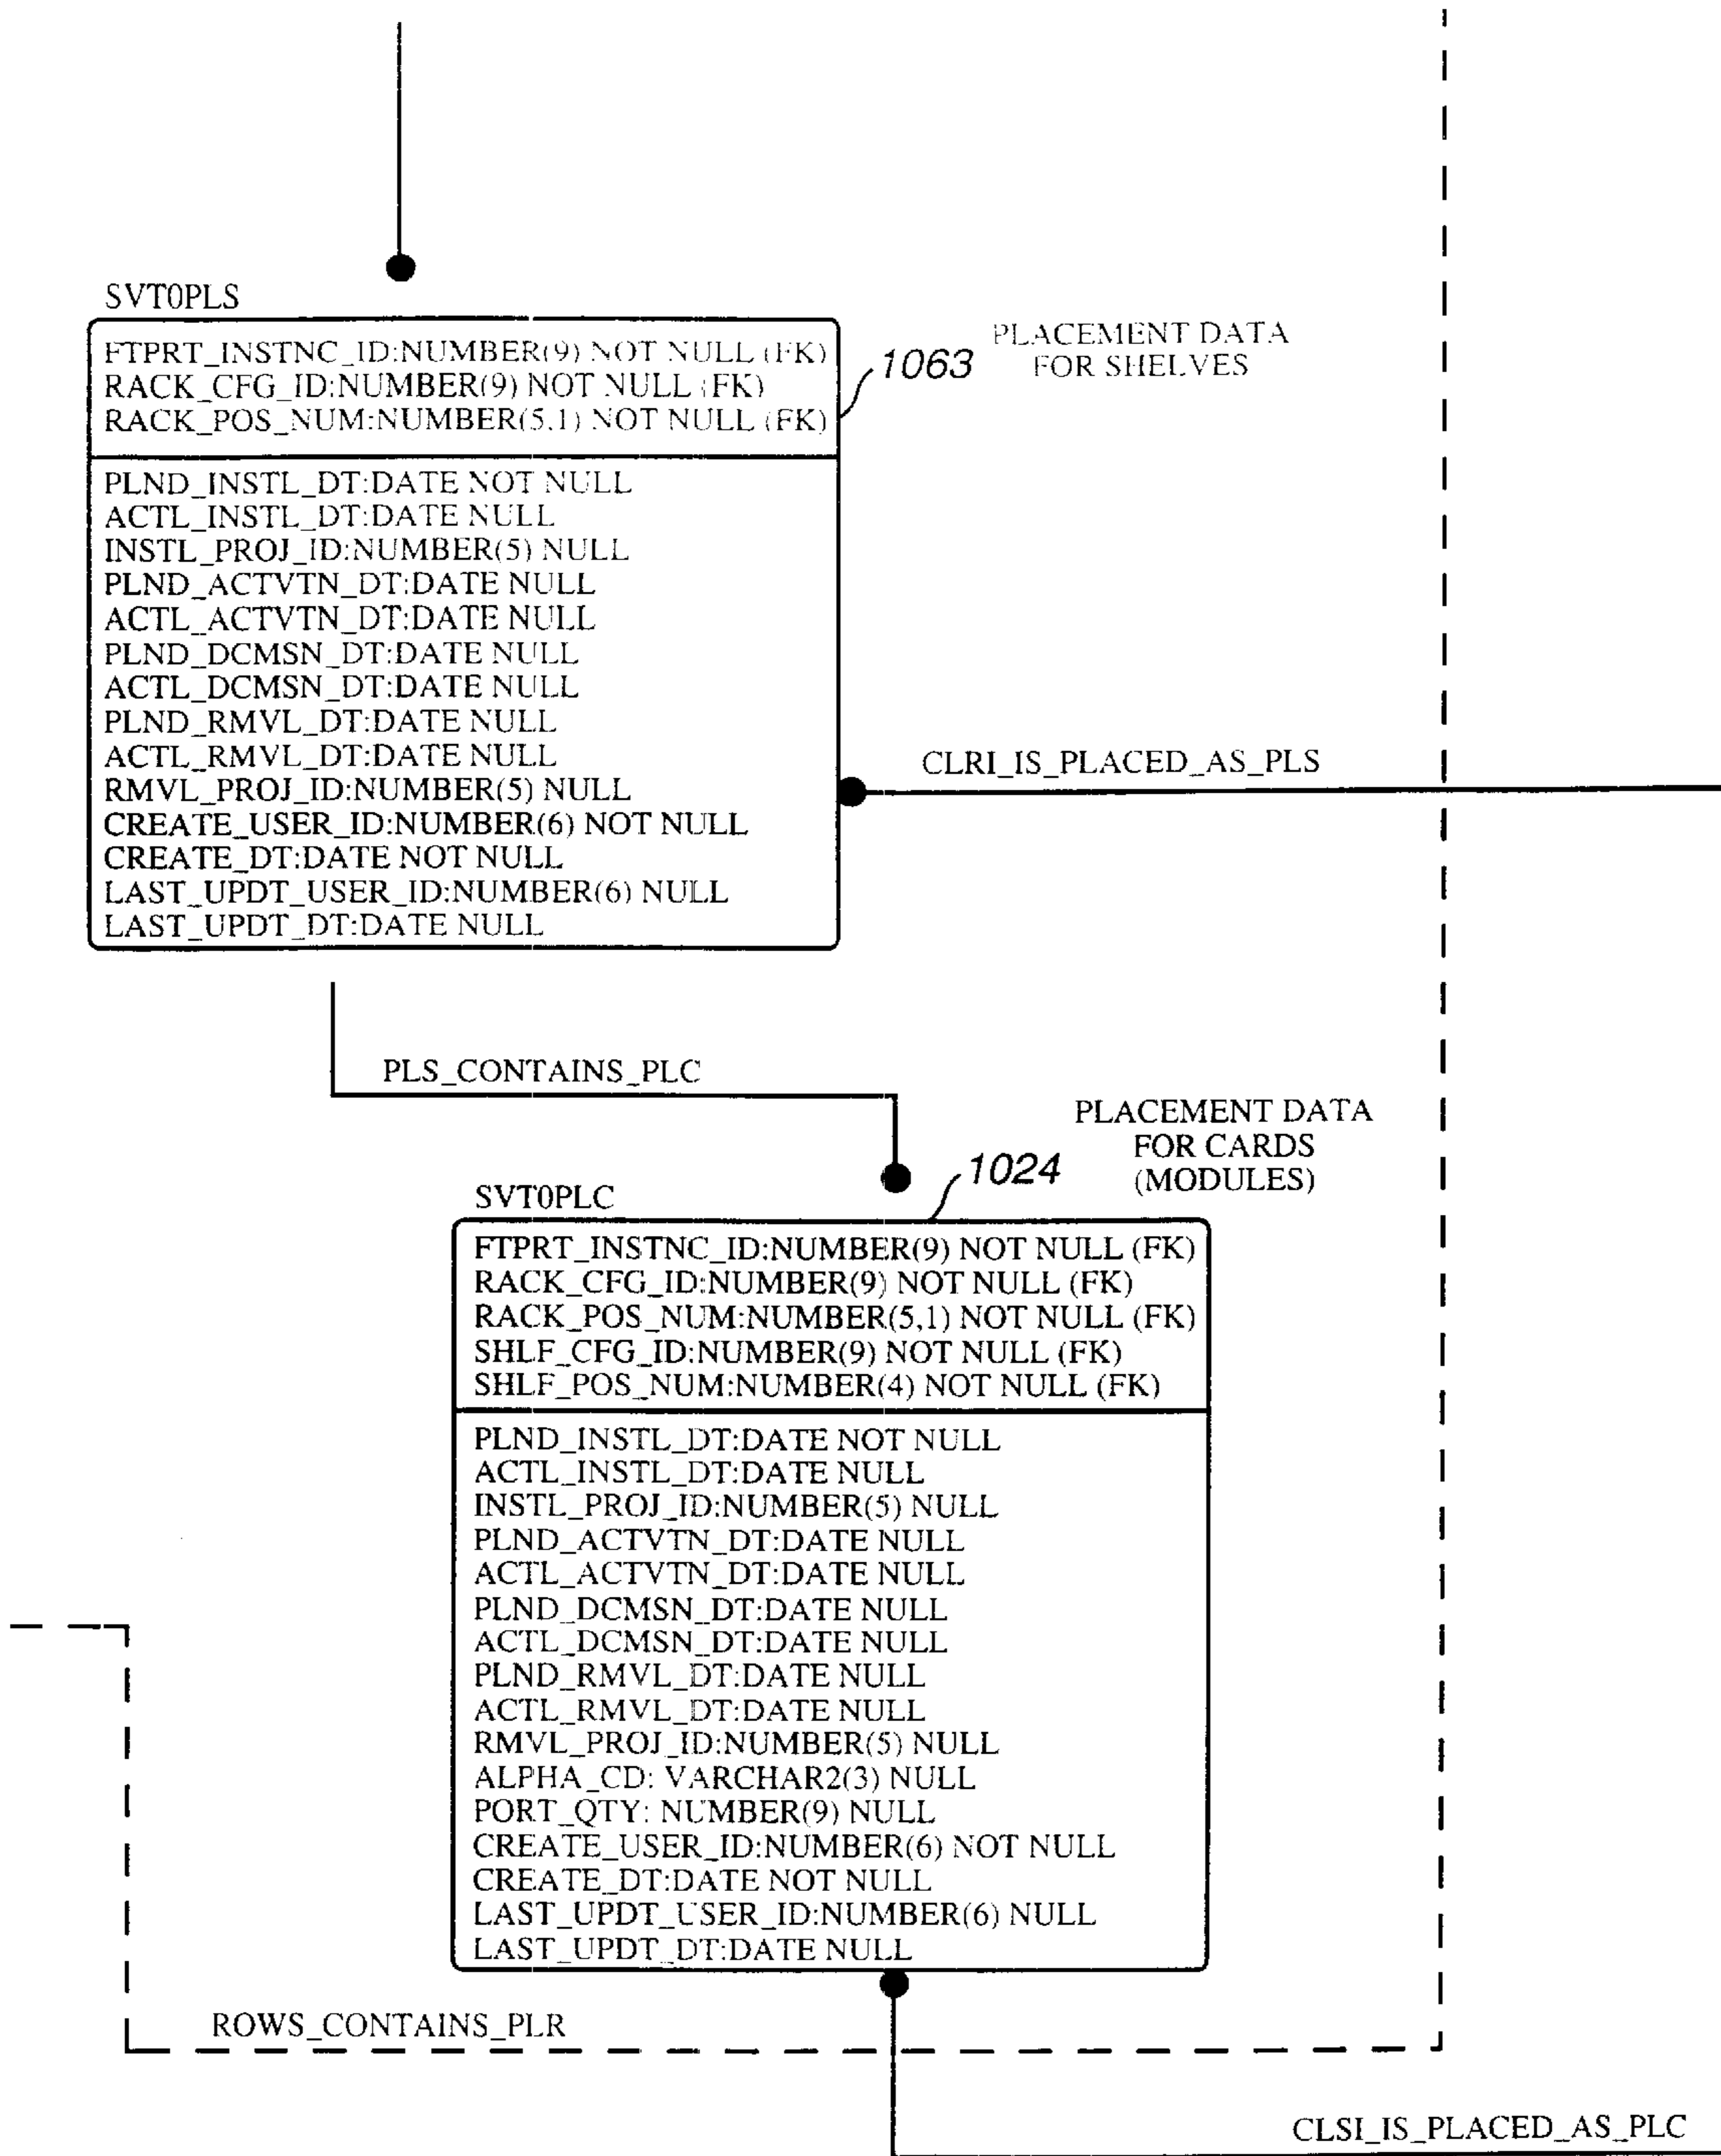 SVT0PLS
FTPRT_INSTNC_ID:NUMBER(9) NOT NULL (FK)
RACK_CFG_ID:NUMBER(9) NOT NULL (FK)
RACK_POS_NUM:NUMBER(5,1) NOT NULL (FK)
1063
PLACEMENT DATA
FOR SHELVES
PLND_INSTL_DT:DATE NOT NULL
ACTL_INSTL_DT:DATE NULL
INSTL_PROJ_ID:NUMBER(5) NULL
PLND_ACTVTN_DT:DATE NULL
ACTL_ACTVTN_DT:DATE NULL
PLND_DCMSN_DT:DATE NULL
ACTL_DCMSN_DT:DATE NULL
PLND_RMVL_DT:DATE NULL
ACTL_RMVL_DT:DATE NULL
RMVL_PROJ_ID:NUMBER(5) NULL
CREATE_USER_ID:NUMBER(6) NOT NULL
CREATE_DT:DATE NOT NULL
LAST_UPDT_USER_ID:NUMBER(6) NULL
LAST_UPDT_DT:DATE NULL
CLRI_IS_PLACED_AS_PLS
PLS_CONTAINS_PLC
PLACEMENT DATA
FOR CARDS
(MODULES)
1024
SVT0PLC
FTPRT_INSTNC_ID:NUMBER(9) NOT NULL (FK)
RACK_CFG_ID:NUMBER(9) NOT NULL (FK)
RACK_POS_NUM:NUMBER(5,1) NOT NULL (FK)
SHLF_CFG_ID:NUMBER(9) NOT NULL (FK)
SHLF_POS_NUM:NUMBER(4) NOT NULL (FK)
PLND_INSTL_DT:DATE NOT NULL
ACTL_INSTL_DT:DATE NULL
INSTL_PROJ_ID:NUMBER(5) NULL
PLND_ACTVTN_DT:DATE NULL
ACTL_ACTVTN_DT:DATE NULL
PLND_DCMSN_DT:DATE NULL
ACTL_DCMSN_DT:DATE NULL
PLND_RMVL_DT:DATE NULL
ACTL_RMVL_DT:DATE NULL
RMVL_PROJ_ID:NUMBER(5) NULL
ALPHA_CD: VARCHAR2(3) NULL
PORT_QTY: NUMBER(9) NULL
CREATE_USER_ID:NUMBER(6) NOT NULL
CREATE_DT:DATE NOT NULL
LAST_UPDT_USER_ID:NUMBER(6) NULL
LAST_UPDT_DT:DATE NULL
ROWS_CONTAINS_PLR
CLSI_IS_PLACED_AS_PLC